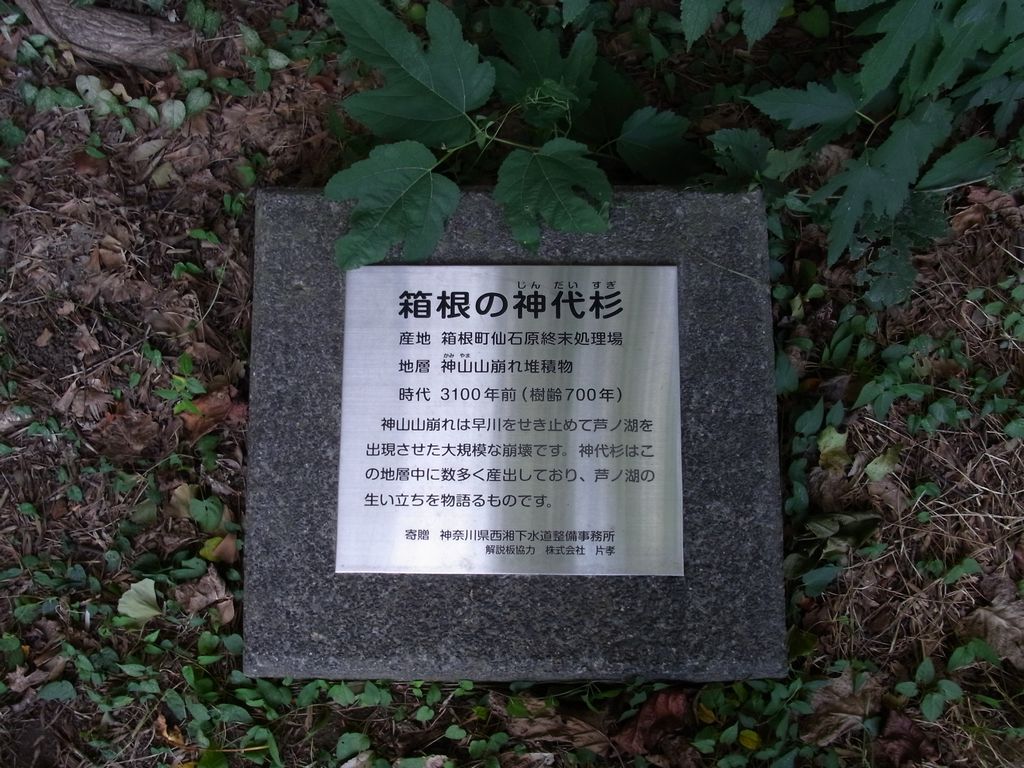 じんだいすぎ
箱根の神代杉
産地 箱根町仙石原終末処理場
かみやま
地層 神山山崩れ堆積物
時代 3100年前（樹齢700年）
神山山崩れは早川をせき止めて芦ノ湖を
出現させた大規模な崩壊です。神代杉はこ
の地層中に数多く産出しており、芦ノ湖の
生い立ちを物語るものです。
寄贈 神奈川県西湘下水道整備事務所
解説板協力 株式会社 片孝